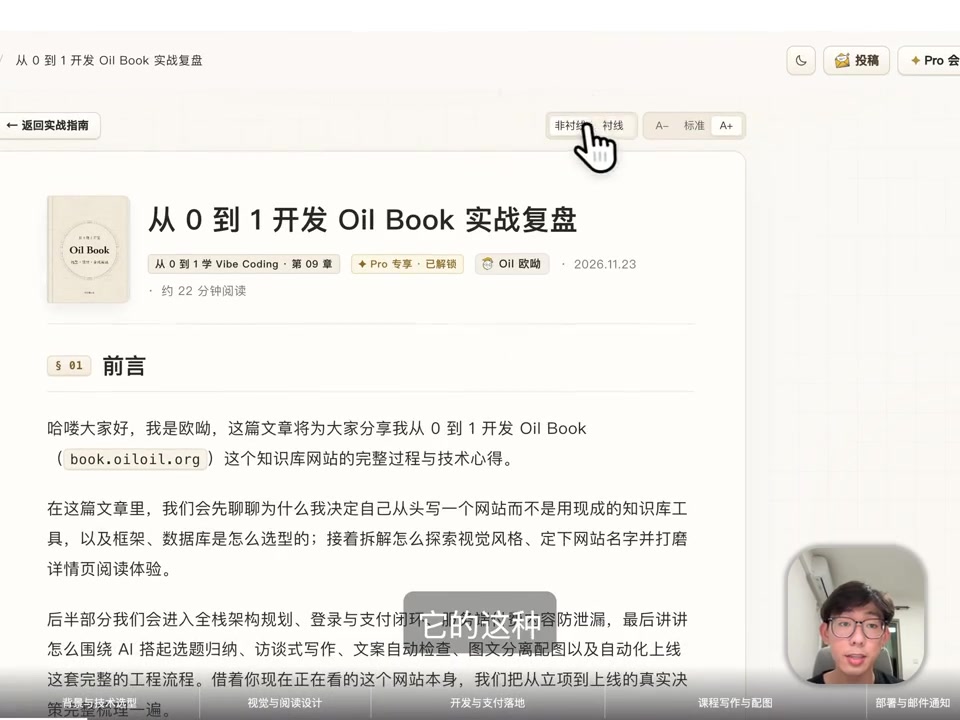 / 从 0 到 1 开发 Oil Book 实战复盘
投稿
Pro 会
← 返回实战指南
非衬线 衬线
A− 标准 A+
Oil Book
从 0 到 1 开发 Oil Book 实战复盘
从 0 到 1 学 Vibe Coding · 第 09 章
Pro 专享 · 已解锁
Oil 欧呦
· 2026.11.23
· 约 22 分钟阅读
§ 01 前言
哈喽大家好，我是欧呦，这篇文章将为大家分享我从 0 到 1 开发 Oil Book
（book.oiloil.org）这个知识库网站的完整过程与技术心得。
在这篇文章里，我们会先聊聊为什么我决定自己从头写一个网站而不是用现成的知识库工
具，以及框架、数据库是怎么选型的；接着拆解怎么探索视觉风格、定下网站名字并打磨
详情页阅读体验。
后半部分我们会进入全栈架构规划、登录与支付闭环、容防泄漏，最后讲讲
它的这种
怎么围绕 AI 搭起选题归纳、访谈式写作、文案自动检查、图文分离配图以及自动化上线
这套完整的工程流程。借着你现在正在看的这个网站本身，我们把从立项到上线的真实决
策完整梳理一遍。
背景与技术选型
视觉与阅读设计
开发与支付落地
课程写作与配图
部署与邮件通知